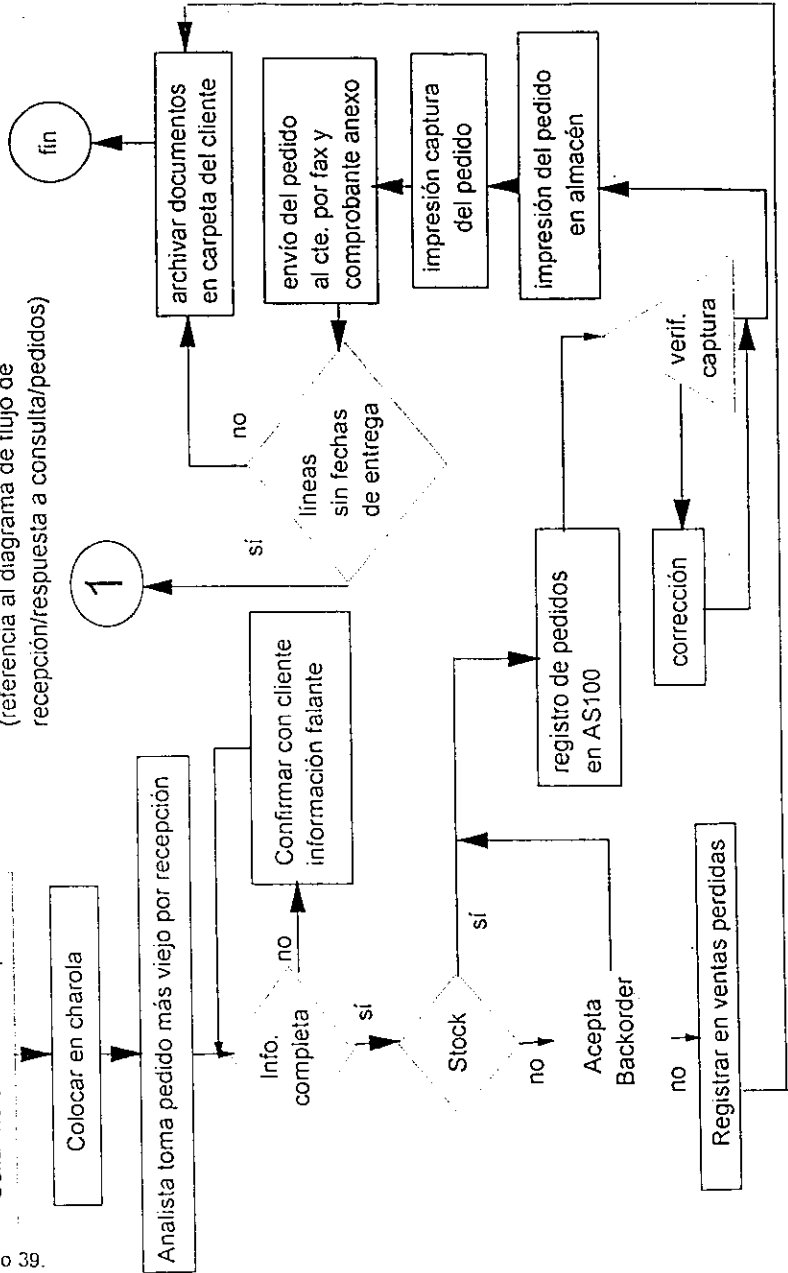 (referencia al diagrama de flujo de
recepción/respuesta a consulta/pedidos)
Colocar en charola
Analista toma pedido más viejo por recepción
Info.
completa
no
Confirmar con cliente
información falante
sí
Stock
sí
no
Acepta
Backorder
no
Registrar en ventas perdidas
registro de pedidos
en AS100
verif.
captura
corrección
impresión del pedido
en almacén
impresión captura
del pedido
envío del pedido
al cte. por fax y
comprobante anexo
lineas
sin fechas
de entrega
sí
1
no
archivar documentos
en carpeta del cliente
fin
o 39.